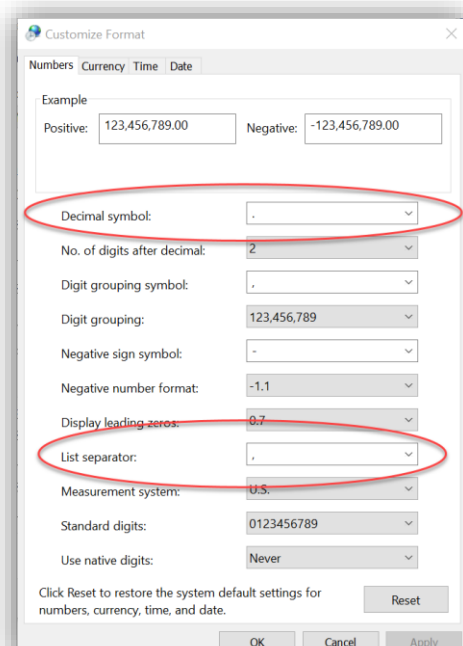 Customize Format
Numbers Currency Time Date
Example
Positive: 123,456,789.00 Negative: -123,456,789.00
Decimal symbol: .
No. of digits after decimal: 2
Digit grouping symbol: ,
Digit grouping: 123,456,789
Negative sign symbol: -
Negative number format: -1.1
Display leading zeros: 0.7
List separator: ,
Measurement system: U.S.
Standard digits: 0123456789
Use native digits: Never
Click Reset to restore the system default settings for
numbers, currency, time, and date.
Reset
OK Cancel Apply